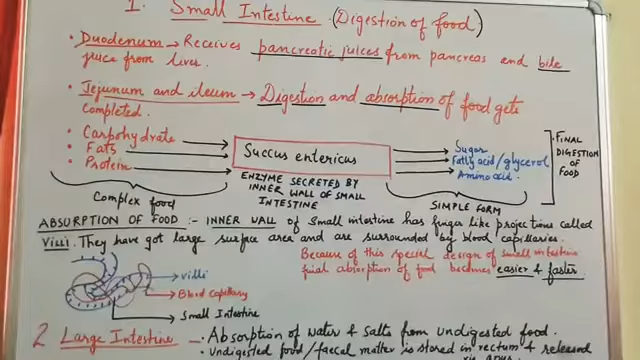 1. Small Intestine (Digestion of food)
• Duodenum → Receives pancreatic juices from pancreas and bile
juice from liver.
• Jejunum and ileum → Digestion and absorption of food gets
completed.
• Carbohydrate
• Fats
• Protein
Succus entericus
Sugar
Fatty acid/glycerol
Amino acid.
FINAL
DIGESTION
OF
FOOD
ENZYME SECRETED BY
INNER WALL OF SMALL
INTESTINE
Complex food
SIMPLE FORM
ABSORPTION OF FOOD :- INNER WALL of Small intestine has finger like projections called
Villi. They have got large surface area and are surrounded by blood capillaries.
Because of this special design of small intestine
absorption of food becomes easier & faster
villi
Blood Capillary
Small Intestine
2 Large Intestine - • Absorption of water & salts from undigested food.
• Undigested food/faecal matter is stored in rectum & released